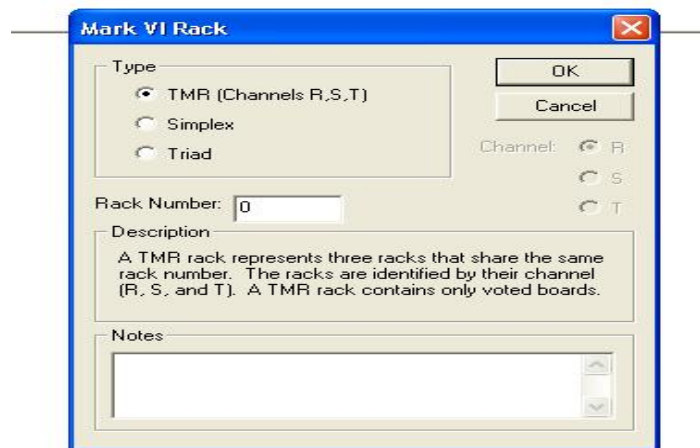 Mark VI Rack
Type
TMR (Channels R,S,T)
Simplex
Triad
OK
Cancel
Channel: R
S
T
Rack Number: 0
Description
A TMR rack represents three racks that share the same
rack number. The racks are identified by their channel
(R, S, and T). A TMR rack contains only voted boards.
Notes